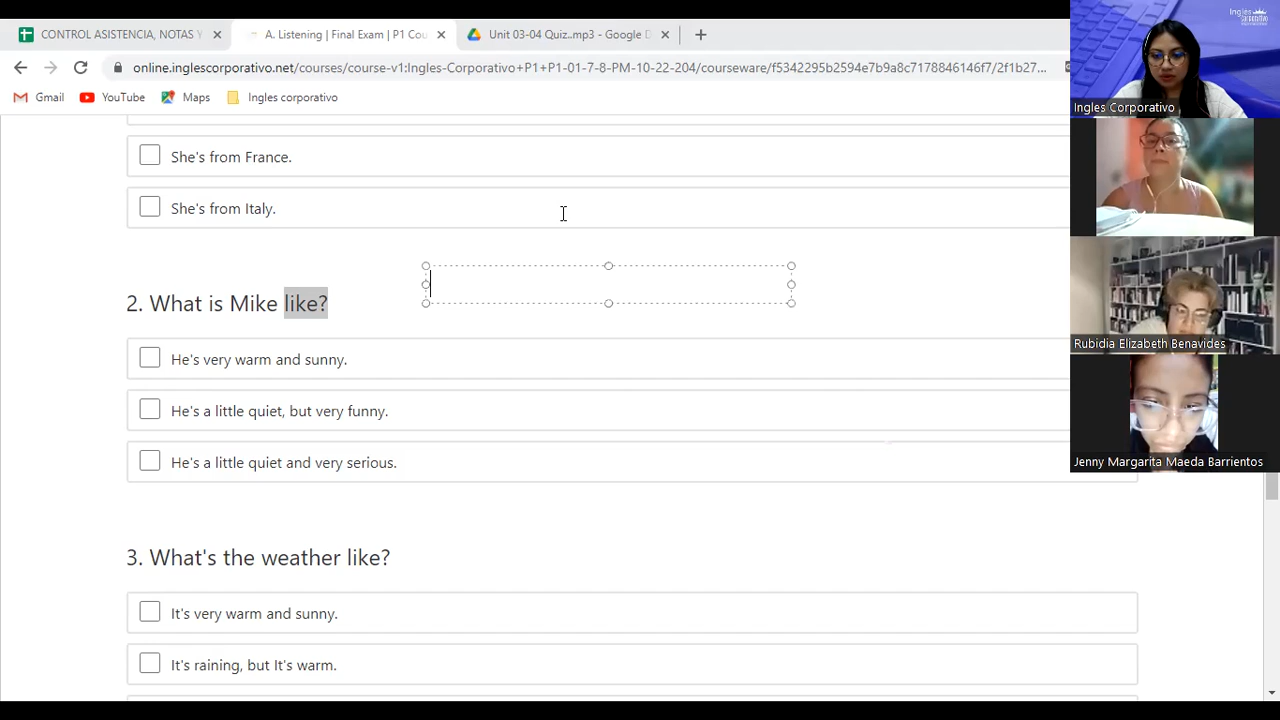 CONTROL ASISTENCIA, NOTAS Y
A. Listening | Final Exam | P1 Cou
Unit 03-04 Quiz.mp3 - Google D
online.inglescorporativo.net/courses/course-v1:Ingles-Corporativo+P1+P1-01-7-8-PM-10-22-204/courseware/f5342295b2594e7b9a8c7178846146f7/2f1b27...
Gmail
YouTube
Maps
Ingles corporativo
She's from France.
She's from Italy.
2. What is Mike like?
He's very warm and sunny.
He's a little quiet, but very funny.
He's a little quiet and very serious.
3. What's the weather like?
It's very warm and sunny.
It's raining, but It's warm.
Ingles
Ingles Corporativo
Rubidia Elizabeth Benavides
Jenny Margarita Maeda Barrientos